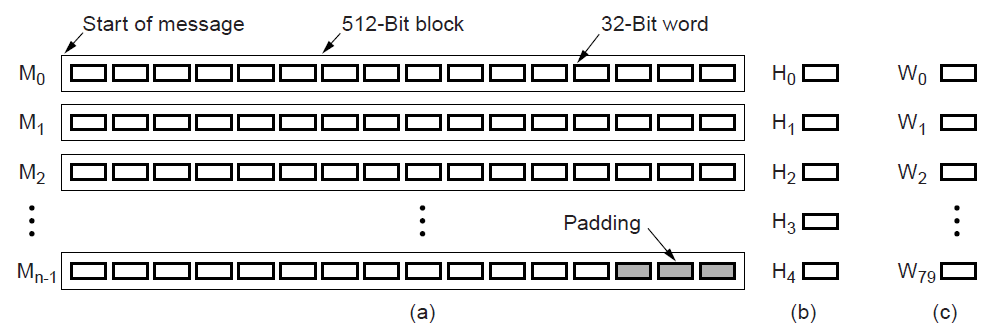 Start of message 512-Bit block 32-Bit word
M0 H0 W0
M1 H1 W1
M2 H2 W2
Padding H3
Mn-1 H4 W79
(a) (b) (c)